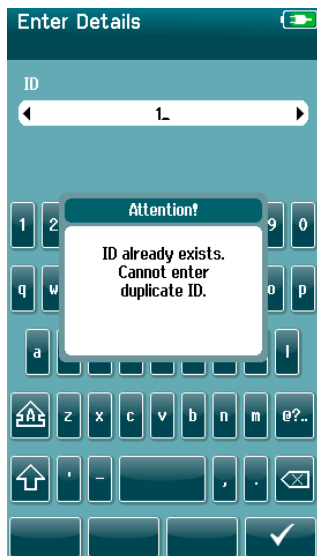 Enter Details
ID
1_
Attention!
1 2 9 0
ID already exists.
Cannot enter
duplicate ID.
q w o p
a l
A z x c v b n m @?..
' - , .